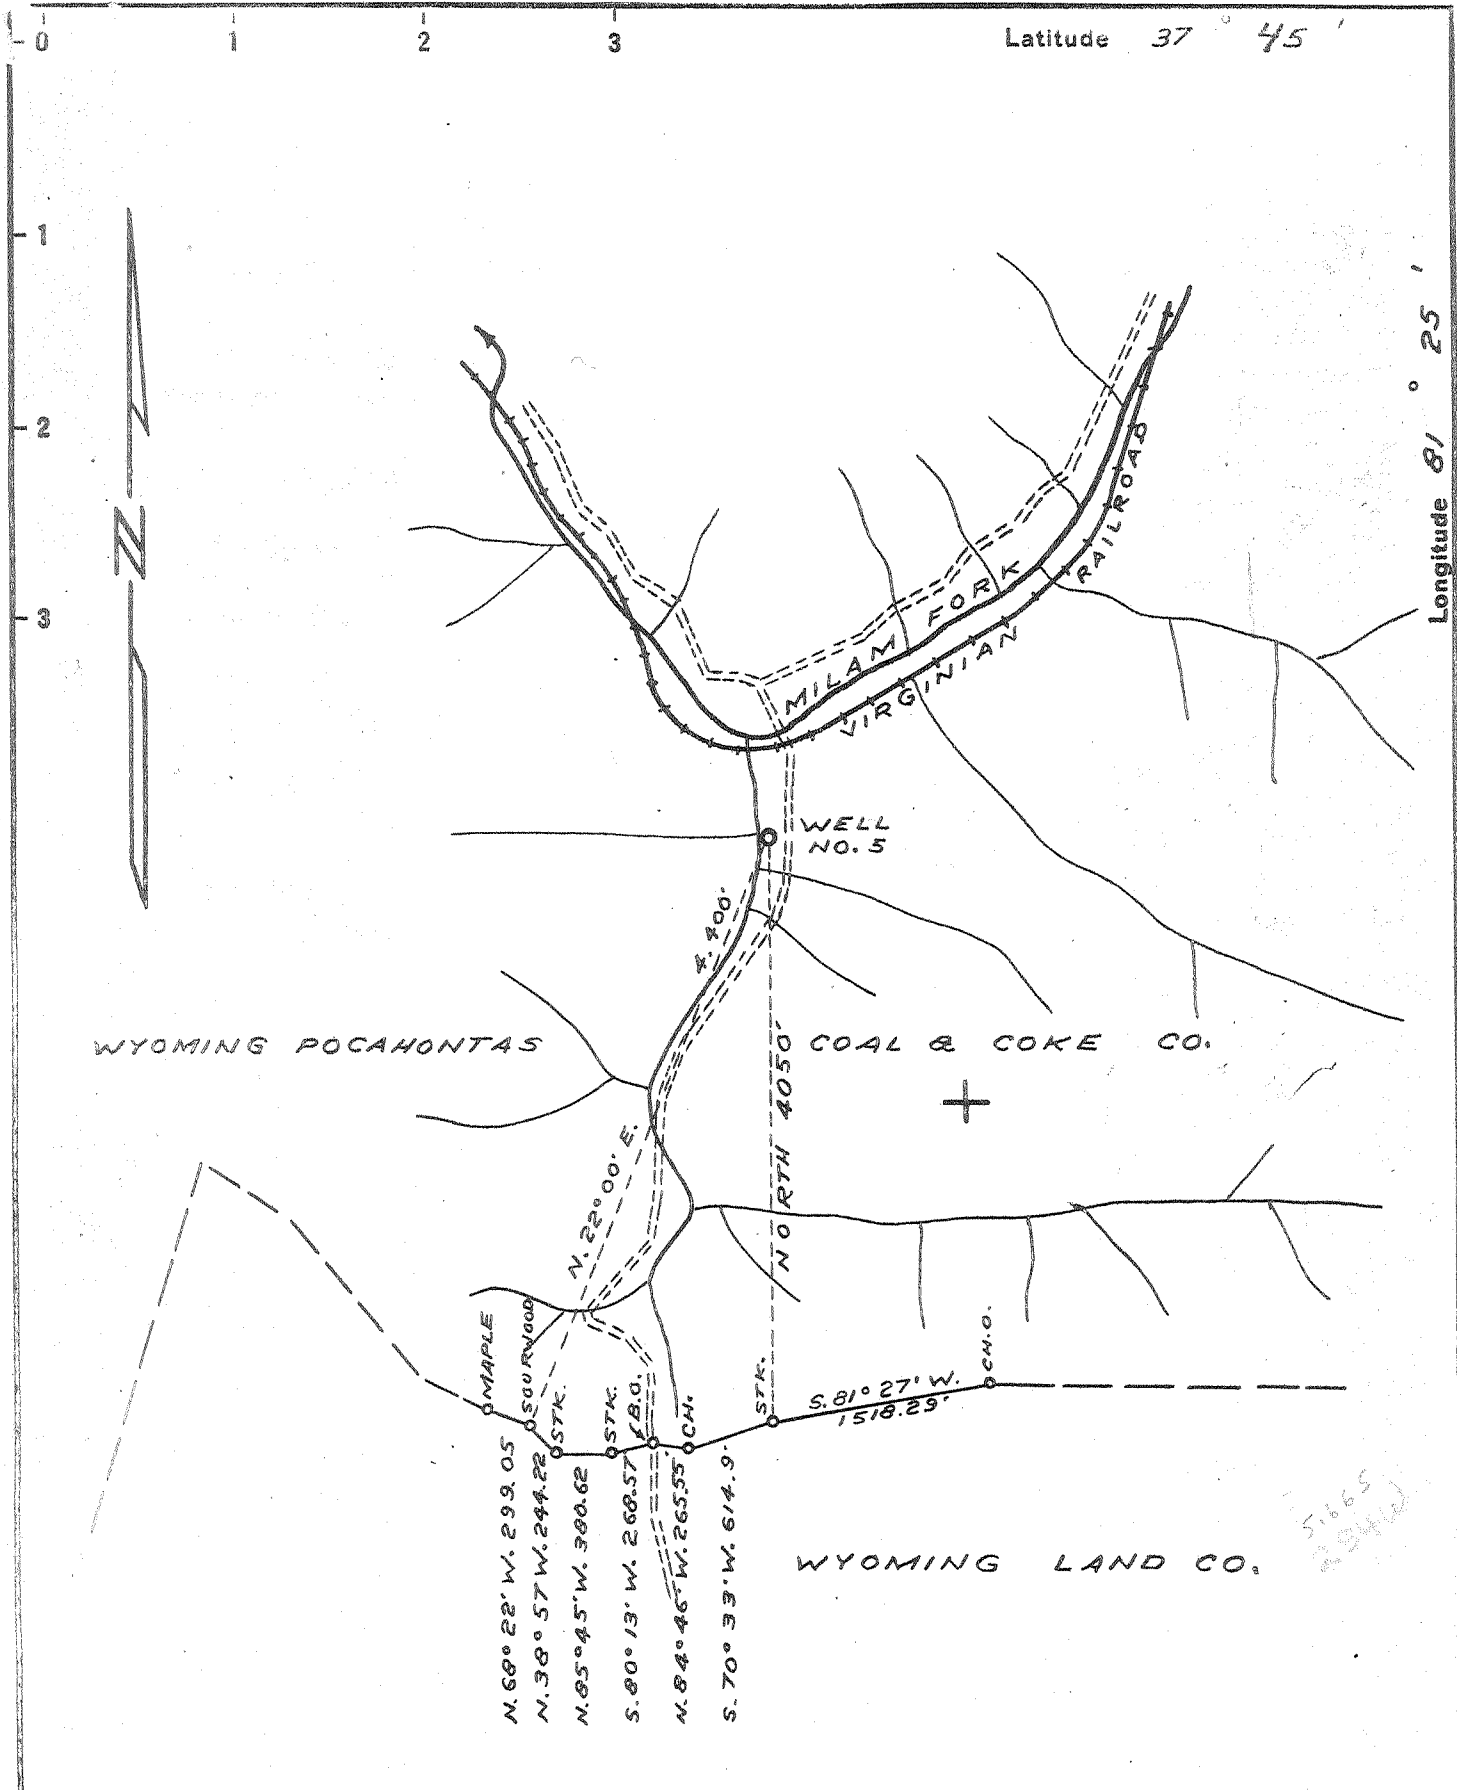 0 1 2 3
Latitude 37° 45'
1
2
3
Longitude 81° 25'
N
MILAM FORK
VIRGINIAN RAILROAD
WELL
NO. 5
4,400'
WYOMING POCAHONTAS COAL & COKE CO.
NORTH 4050'
N. 22° 00' E.
MAPLE
SOURWOOD
STK.
STK.
B.O.
CH.
STK.
CH.O.
S. 81° 27' W.
1518.29'
N. 68° 22' W. 299.05
N. 38° 57' W. 244.22
N. 85° 45' W. 380.62
S. 80° 13' W. 268.57
N. 84° 46' W. 265.55
S. 70° 33' W. 614.9'
WYOMING LAND CO.
5.665